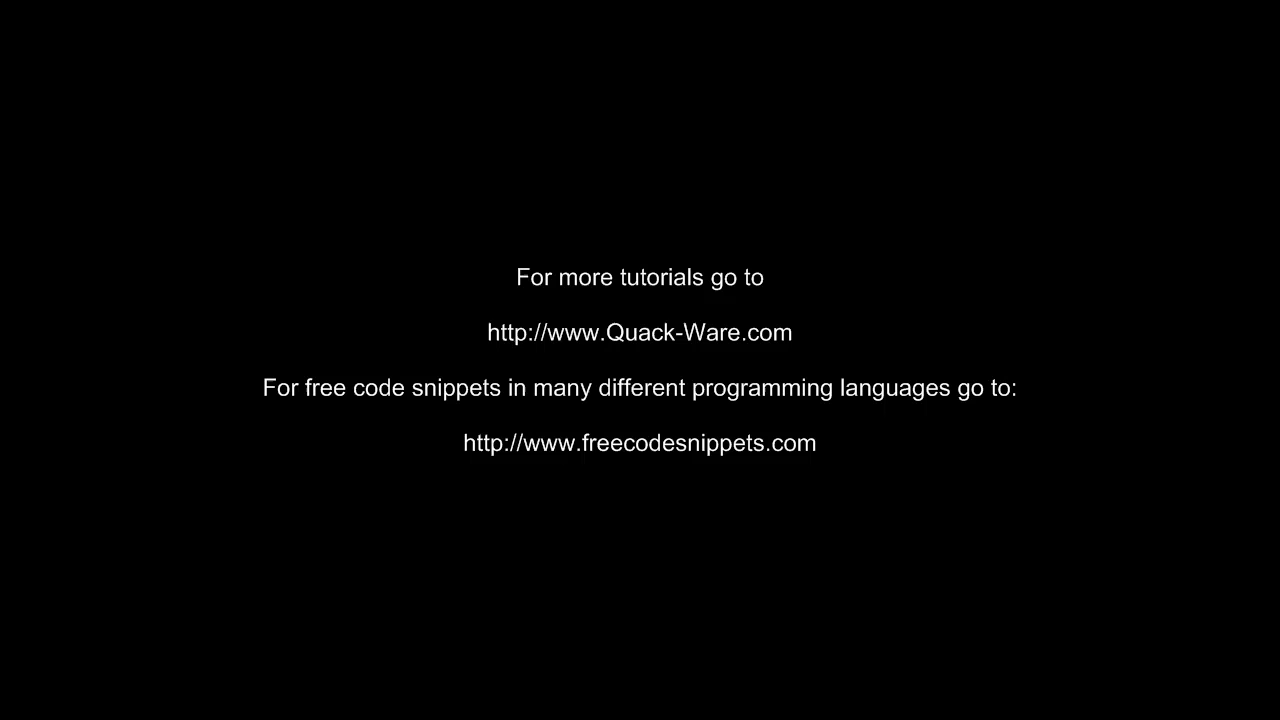 For more tutorials go to
http://www.Quack-Ware.com
For free code snippets in many different programming languages go to:
http://www.freecodesnippets.com